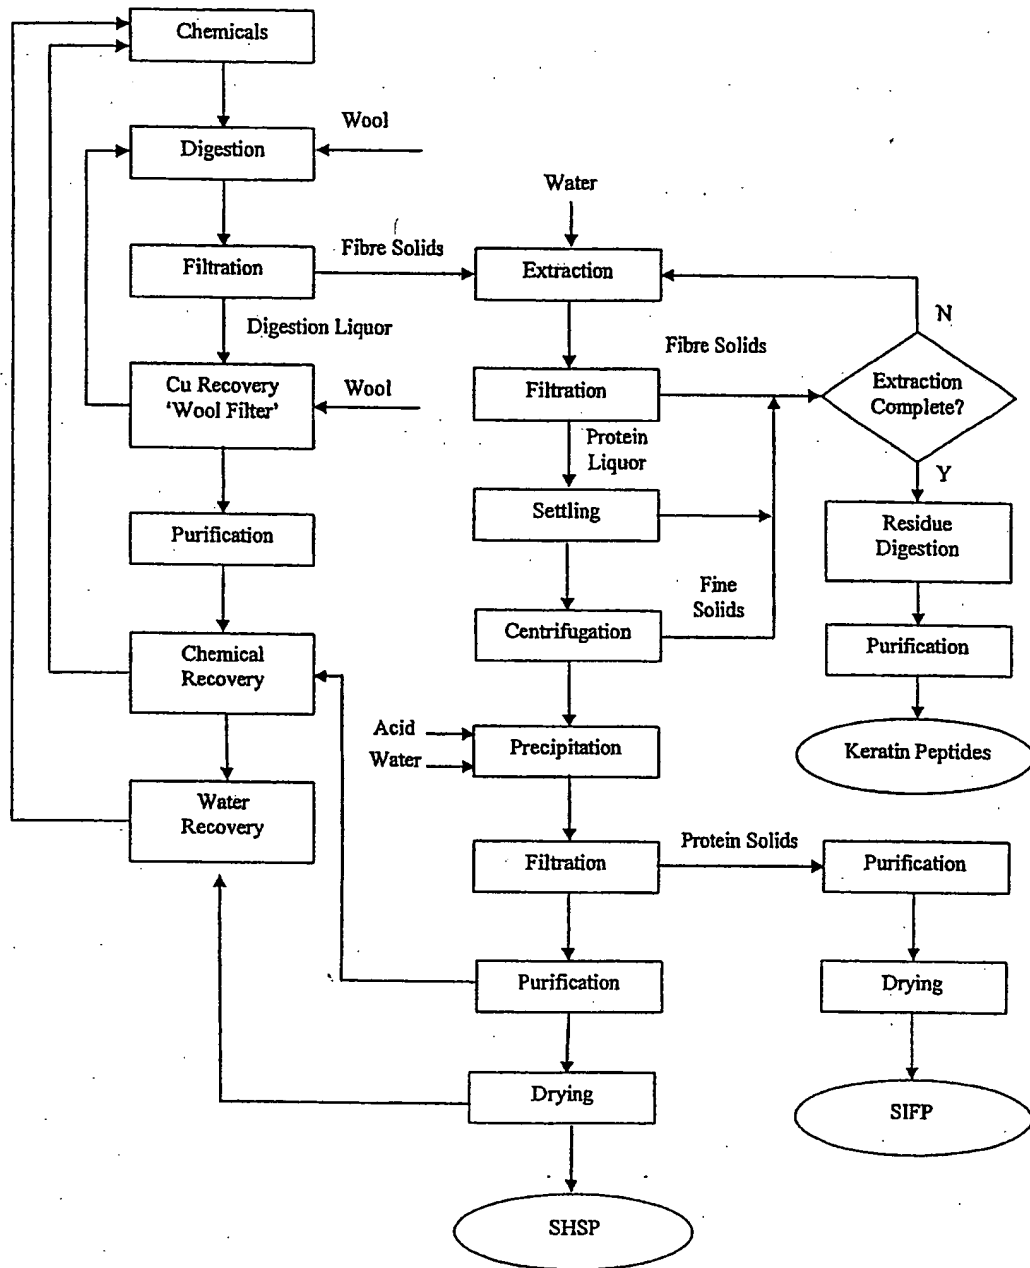 Chemicals
Wool
Digestion
Water
Fibre Solids
Filtration
Extraction
N
Digestion Liquor
Fibre Solids
Cu Recovery
'Wool Filter'
Wool
Filtration
Extraction
Complete?
Protein
Liquor
Y
Settling
Residue
Digestion
Purification
Fine
Solids
Centrifugation
Purification
Chemical
Recovery
Acid
Water
Precipitation
Keratin Peptides
Water
Recovery
Filtration
Protein Solids
Purification
Purification
Drying
Drying
SIFP
SHSP